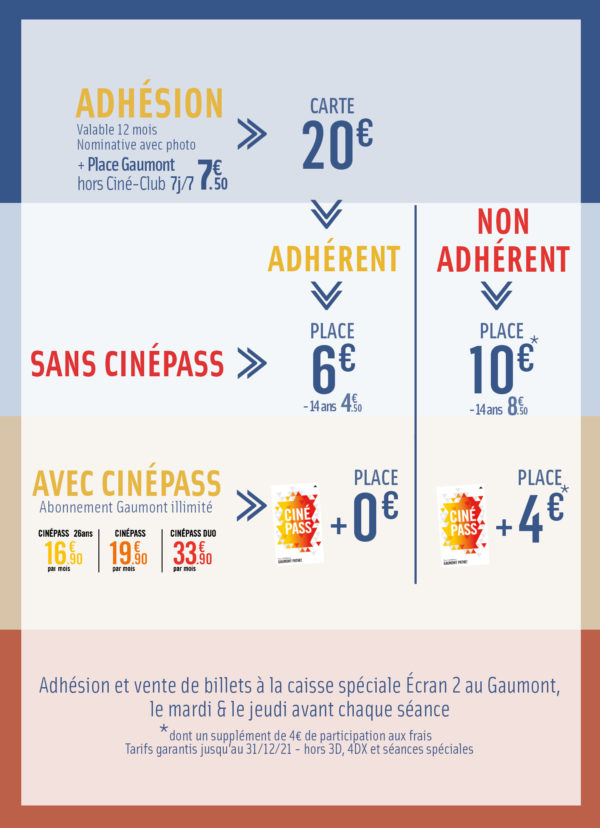 ADHÉSION
Valable 12 mois
Nominative avec photo
+ Place Gaumont
hors Ciné-Club 7j/7 7€.50
CARTE
20€
ADHÉRENT
NON
ADHÉRENT
SANS CINÉPASS
PLACE
6€
-14 ans 4€.50
PLACE
10€*
-14 ans 8€.50
AVEC CINÉPASS
Abonnement Gaumont illimité
CINÉPASS 26ans
16€.90
par mois
CINÉPASS
19€.90
par mois
CINÉPASS DUO
33€.90
par mois
CINÉ
PASS
GAUMONT PATHÉ!
PLACE
+0€
CINÉ
PASS
GAUMONT PATHÉ!
PLACE
+4€*
Adhésion et vente de billets à la caisse spéciale Écran 2 au Gaumont,
le mardi & le jeudi avant chaque séance
*dont un supplément de 4€ de participation aux frais
Tarifs garantis jusqu'au 31/12/21 - hors 3D, 4DX et séances spéciales